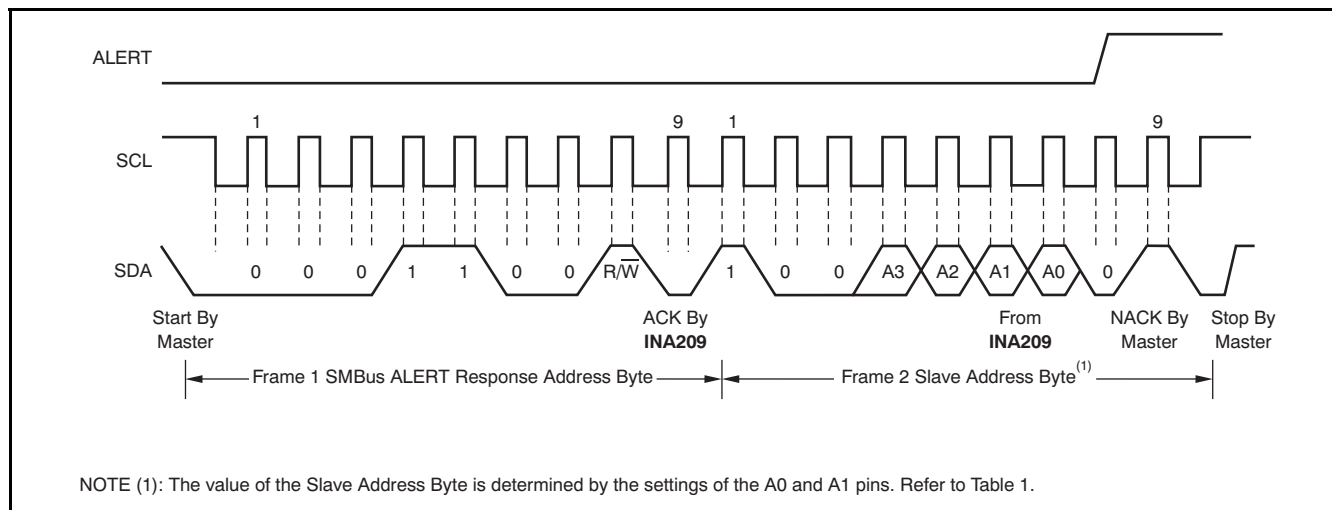 ALERT
1 9 1 9
SCL
SDA
0 0 0 1 1 0 0 R/W̅ 1 0 0 A3 A2 A1 A0 0
Start By Master
ACK By INA209
From INA209
NACK By Master
Stop By Master
Frame 1 SMBus ALERT Response Address Byte
Frame 2 Slave Address Byte(1)
NOTE (1): The value of the Slave Address Byte is determined by the settings of the A0 and A1 pins. Refer to Table 1.